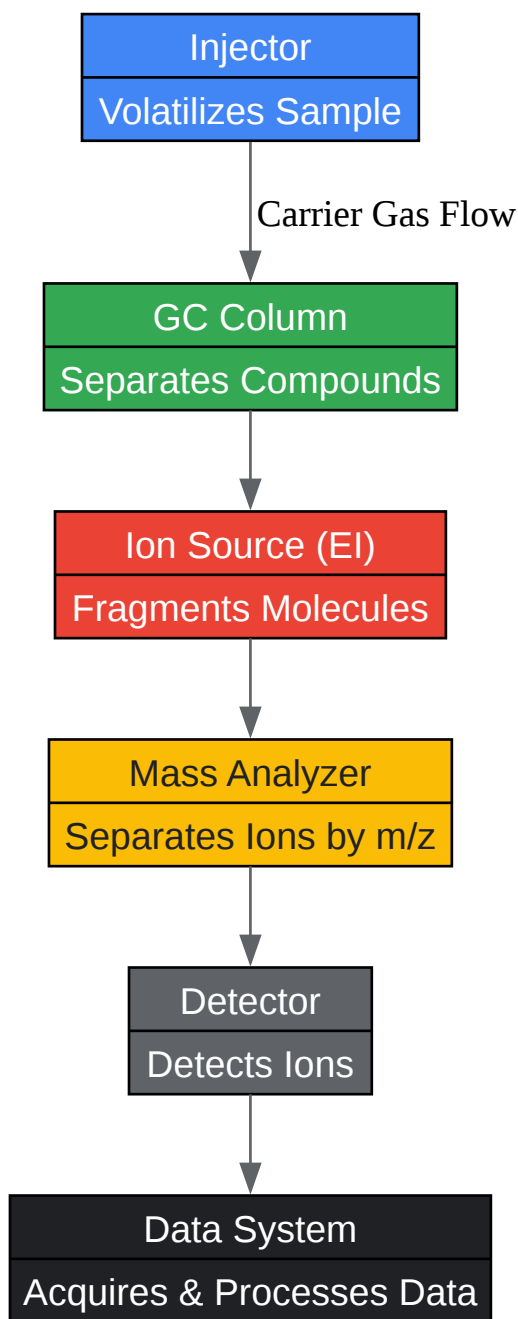 Injector
Volatilizes Sample
Carrier Gas Flow
GC Column
Separates Compounds
Ion Source (EI)
Fragments Molecules
Mass Analyzer
Separates Ions by m/z
Detector
Detects Ions
Data System
Acquires & Processes Data